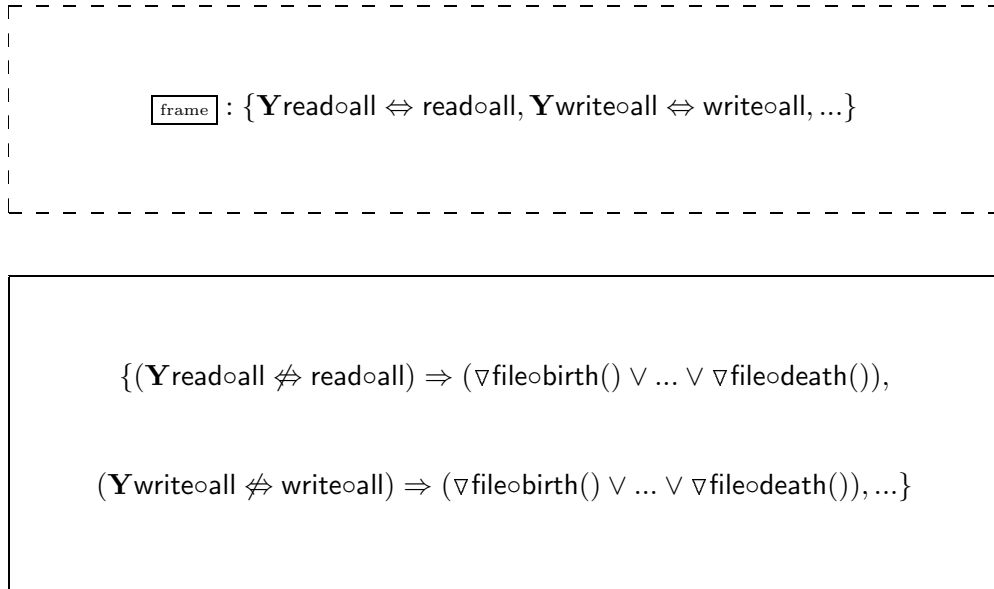 frame : {Yread∘all ⇔ read∘all, Ywrite∘all ⇔ write∘all, ...}
{(Yread∘all ⇎ read∘all) ⇒ (▿file∘birth() ∨ ... ∨ ▿file∘death()),
(Ywrite∘all ⇎ write∘all) ⇒ (▿file∘birth() ∨ ... ∨ ▿file∘death()), ...}